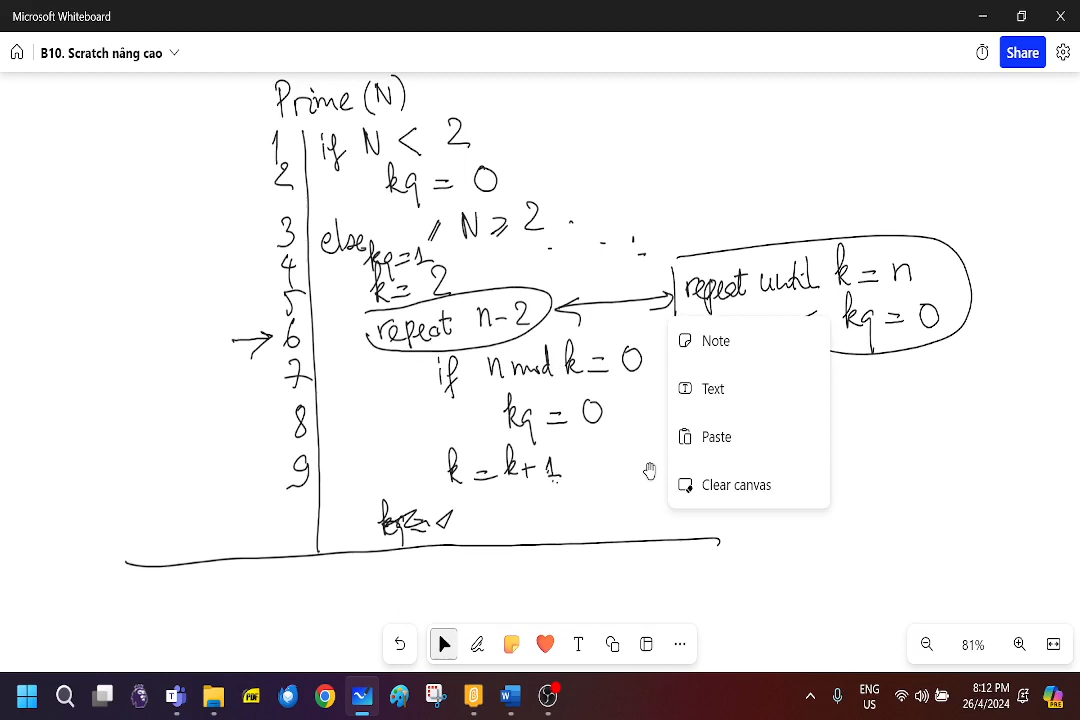 Microsoft Whiteboard
B10. Scratch nâng cao
Share
Prime (N)
1 if N < 2
2 kq = 0
3 else // N ≥ 2
4 kq = 1
5 k = 2
6 repeat n-2
7 if n mod k = 0
8 kq = 0
9 k = k + 1
repeat until k = n
kq = 0
Note
Text
Paste
Clear canvas
81%
ENG
US
8:12 PM
26/4/2024